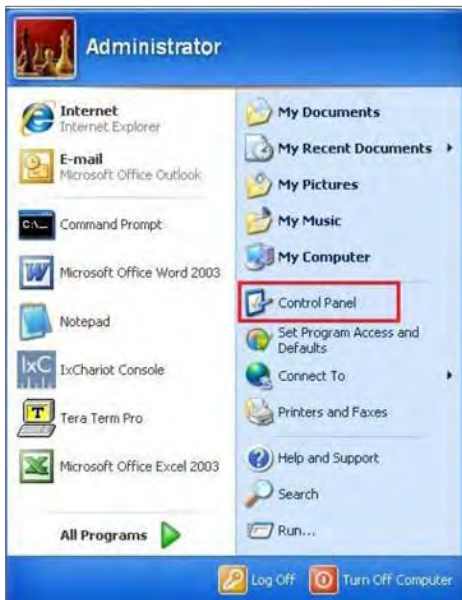 Administrator
Internet
Internet Explorer
E-mail
Microsoft Office Outlook
C:\_
Command Prompt
W
Microsoft Office Word 2003
Notepad
IxC
IxChariot Console
T
Tera Term Pro
Microsoft Office Excel 2003
All Programs
My Documents
My Recent Documents
My Pictures
My Music
My Computer
Control Panel
Set Program Access and
Defaults
Connect To
Printers and Faxes
Help and Support
Search
Run...
Log Off
Turn Off Computer